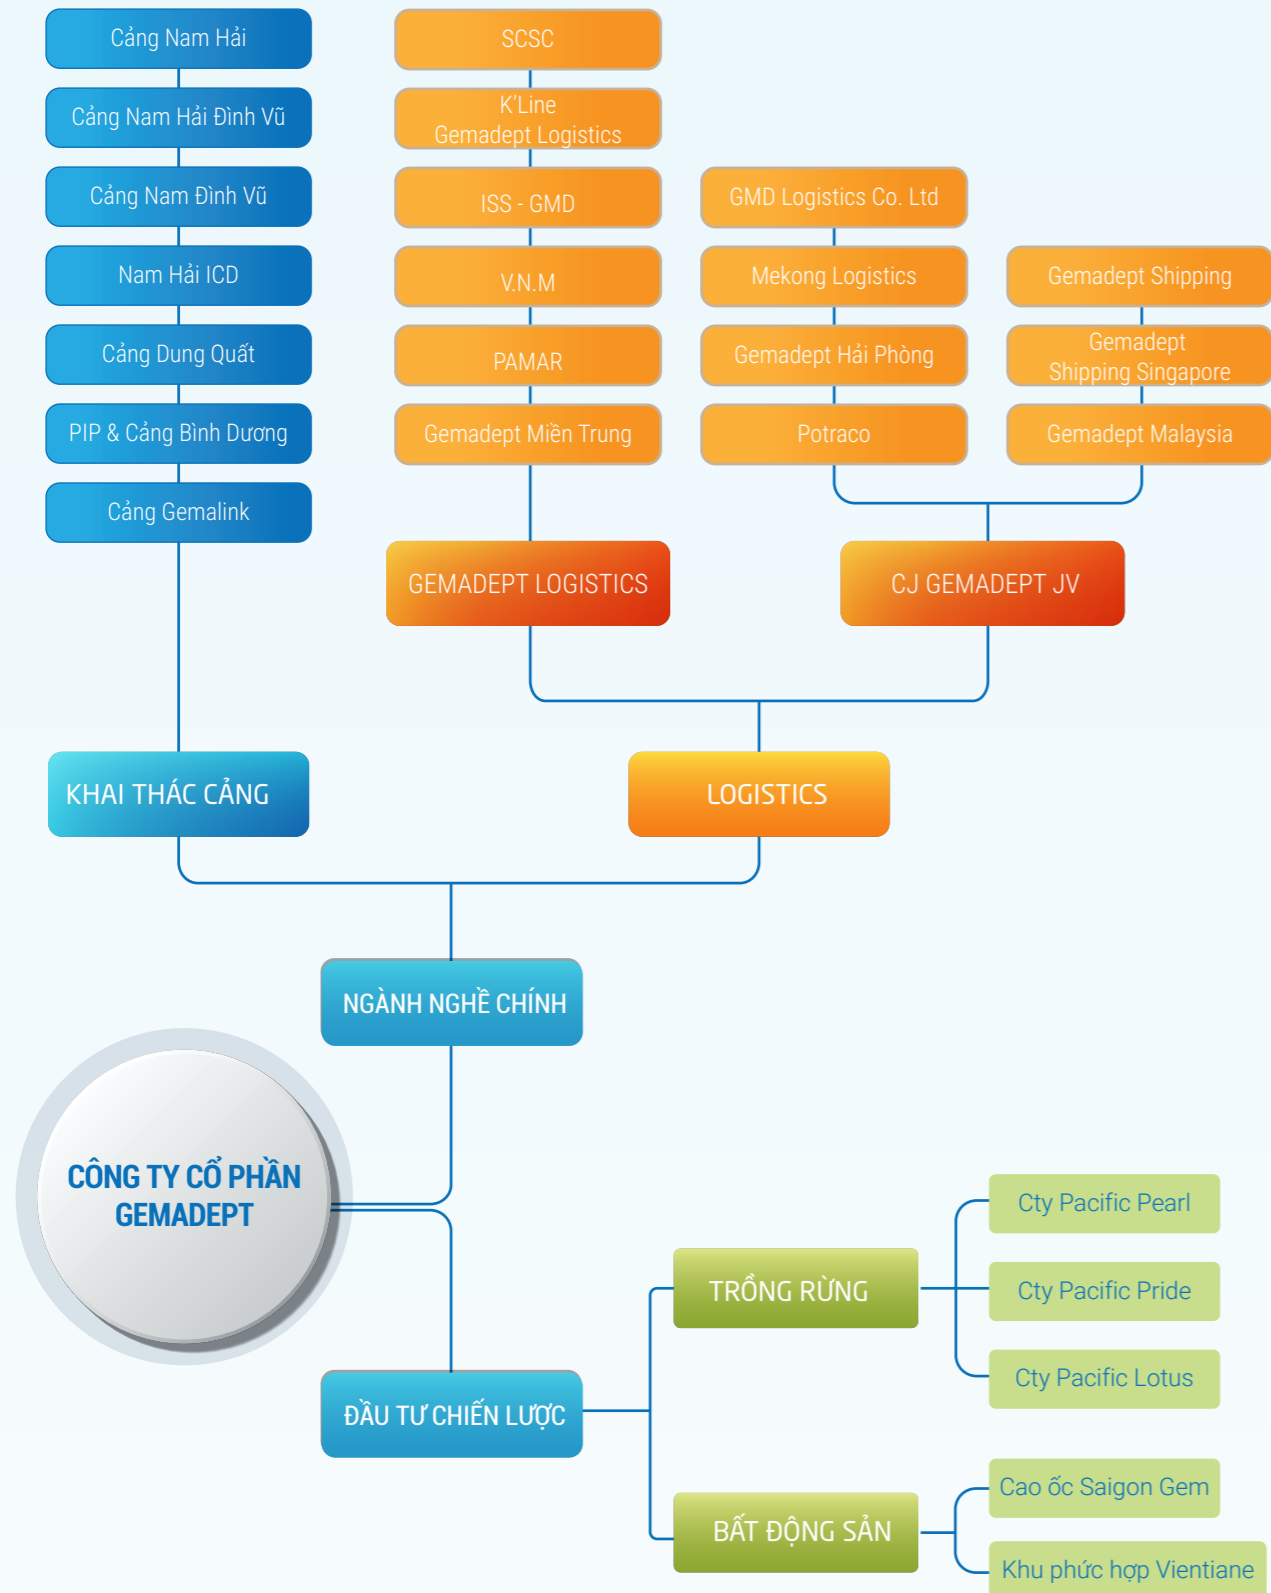 Cảng Nam Hải
Cảng Nam Hải Đình Vũ
Cảng Nam Đình Vũ
Nam Hải ICD
Cảng Dung Quất
PIP & Cảng Bình Dương
Cảng Gemalink
SCSC
K'Line
Gemadept Logistics
ISS - GMD
V.N.M
PAMAR
Gemadept Miền Trung
GMD Logistics Co. Ltd
Mekong Logistics
Gemadept Hải Phòng
Potraco
Gemadept Shipping
Gemadept
Shipping Singapore
Gemadept Malaysia
GEMADEPT LOGISTICS
CJ GEMADEPT JV
KHAI THÁC CẢNG
LOGISTICS
NGÀNH NGHỀ CHÍNH
CÔNG TY CỔ PHẦN
GEMADEPT
ĐẦU TƯ CHIẾN LƯỢC
TRỒNG RỪNG
Cty Pacific Pearl
Cty Pacific Pride
Cty Pacific Lotus
BẤT ĐỘNG SẢN
Cao ốc Saigon Gem
Khu phức hợp Vientiane